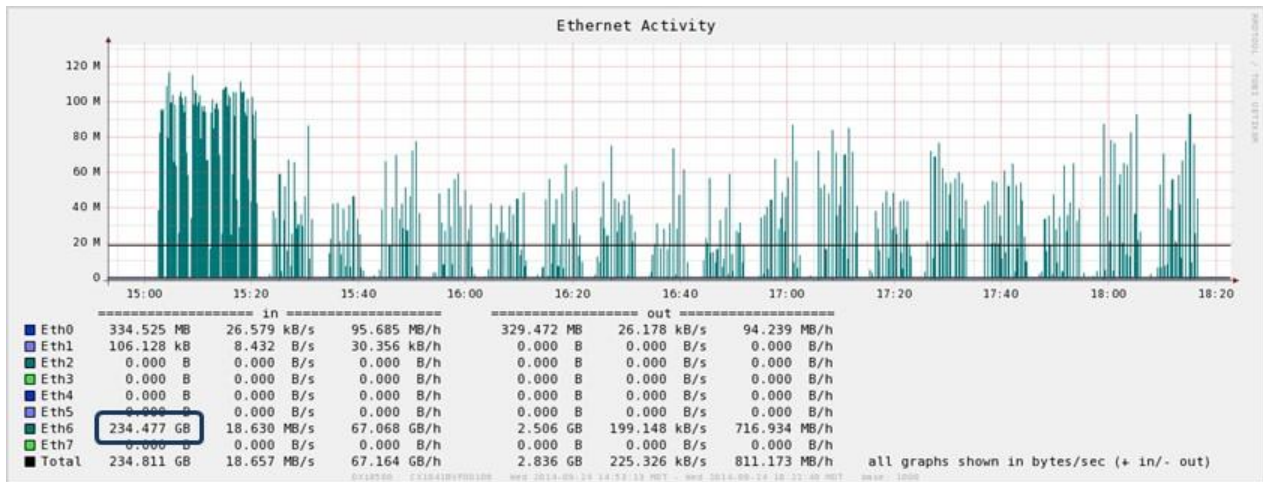 Ethernet Activity
RRDTOOL / TOBI OETIKER
120 M
100 M
80 M
60 M
40 M
20 M
0
15:00 15:20 15:40 16:00 16:20 16:40 17:00 17:20 17:40 18:00 18:20
=================== in =================== =================== out ===================
Eth0 334.525 MB 26.579 kB/s 95.685 MB/h 329.472 MB 26.178 kB/s 94.239 MB/h
Eth1 106.128 kB 8.432 B/s 30.356 kB/h 0.000 B 0.000 B/s 0.000 B/h
Eth2 0.000 B 0.000 B/s 0.000 B/h 0.000 B 0.000 B/s 0.000 B/h
Eth3 0.000 B 0.000 B/s 0.000 B/h 0.000 B 0.000 B/s 0.000 B/h
Eth4 0.000 B 0.000 B/s 0.000 B/h 0.000 B 0.000 B/s 0.000 B/h
Eth5 0.000 B 0.000 B/s 0.000 B/h 0.000 B 0.000 B/s 0.000 B/h
Eth6 234.477 GB 18.630 MB/s 67.068 GB/h 2.506 GB 199.148 kB/s 716.934 MB/h
Eth7 0.000 B 0.000 B/s 0.000 B/h 0.000 B 0.000 B/s 0.000 B/h
Total 234.811 GB 18.657 MB/s 67.164 GB/h 2.836 GB 225.326 kB/s 811.173 MB/h all graphs shown in bytes/sec (+ in/- out)